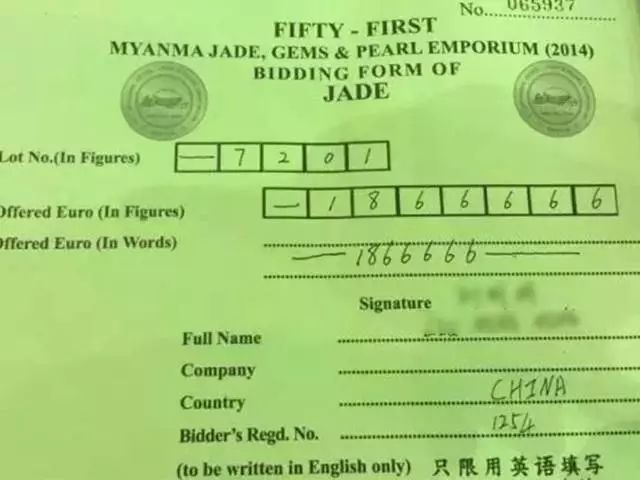 No. 065937
FIFTY - FIRST
MYANMA JADE, GEMS & PEARL EMPORIUM (2014)
BIDDING FORM OF
JADE
Lot No.(In Figures) — 7 2 0 1
Offered Euro (In Figures) — 1 8 6 6 6 6 6
Offered Euro (In Words)
— 1866666 —
Signature
Full Name
Company
Country CHINA
Bidder's Regd. No. 1254
(to be written in English only) 只限用英语填写